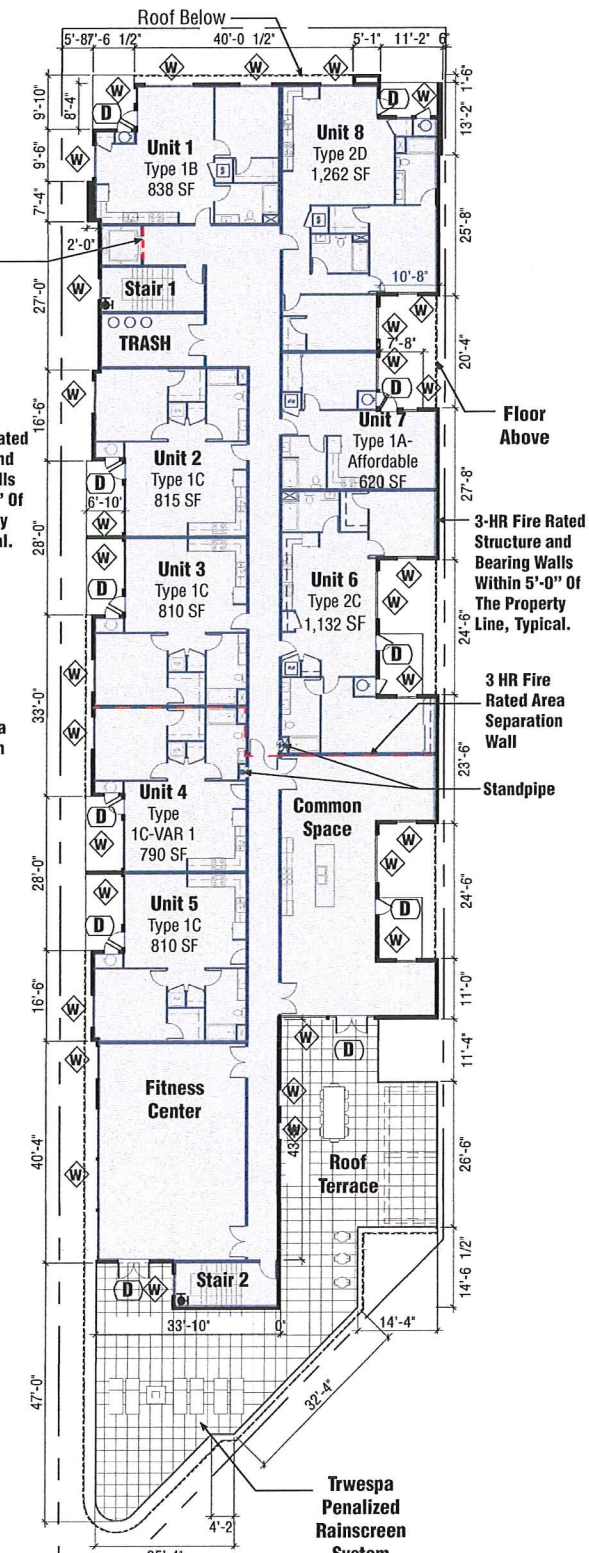 Roof Below
5'-8"
7'-6 1/2"
40'-0 1/2"
5'-1"
11'-2"
6"
1'-6"
9'-10"
8'-4"
13'-2"
W
W
W
W
W
D
D
Unit 1
Type 1B
838 SF
Unit 8
Type 2D
1,262 SF
9'-6"
W
7'-4"
25'-8"
2'-0"
10'-8"
27'-0"
W
Stair 1
W
W
20'-4"
7'-8"
TRASH
W
D
W
W
16'-6"
Floor
Above
Unit 7
Type 1A-
Affordable
620 SF
Unit 2
Type 1C
815 SF
27'-8"
D
6'-10"
W
3-HR Fire Rated
Structure and
Bearing Walls
Within 5'-0" Of
The Property
Line, Typical.
28'-0"
W
D
Unit 3
Type 1C
810 SF
Unit 6
Type 2C
1,132 SF
W
W
24'-6"
D
W
W
33'-0"
3 HR Fire
Rated Area
Separation
Wall
W
23'-6"
Standpipe
Unit 4
Type
1C-VAR 1
790 SF
Common
Space
D
W
28'-0"
W
W
24'-6"
D
W
W
D
Unit 5
Type 1C
810 SF
16'-6"
11'-0"
W
W
D
11'-4"
W
Fitness
Center
W
W
43'
40'-4"
W
Roof
Terrace
26'-6"
Stair 2
D
W
14'-6 1/2"
33'-10"
0"
14'-4"
47'-0"
32'-4"
Trwespa
Penalized
Rainscreen
System
4'-2